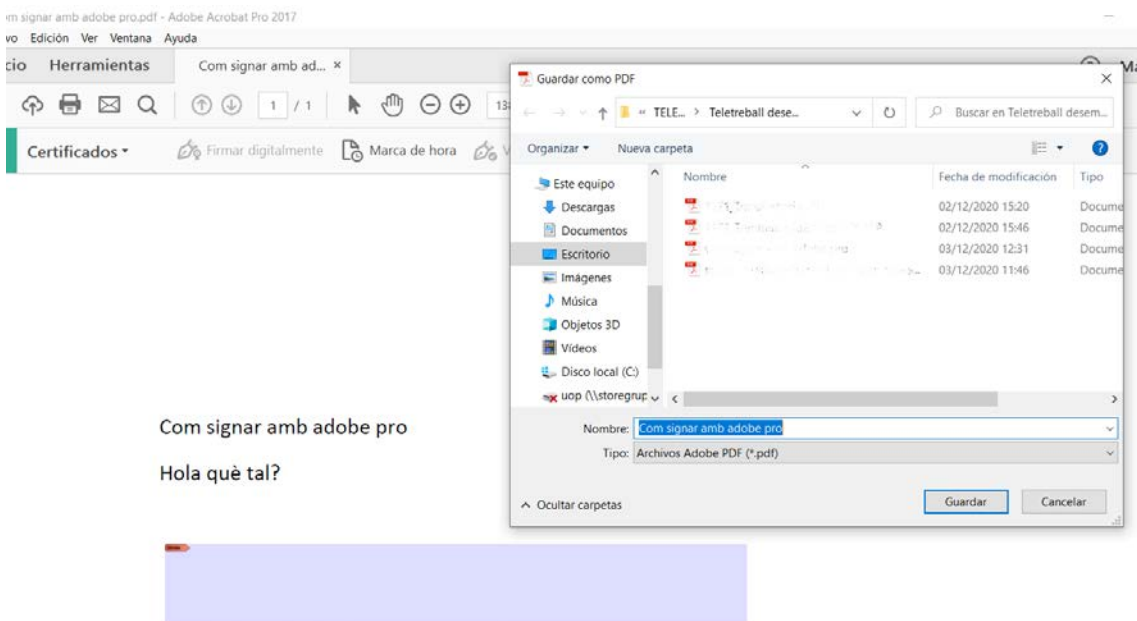 om signar amb adobe pro.pdf - Adobe Acrobat Pro 2017
vo Edición Ver Ventana Ayuda
cio Herramientas Com signar amb ad... ×
1 / 1
Certificados
Firmar digitalmente Marca de hora
Guardar como PDF
« TELE... > Teletreball dese...
Buscar en Teletreball desem...
Organizar Nueva carpeta
Este equipo
Descargas
Documentos
Escritorio
Imágenes
Música
Objetos 3D
Vídeos
Disco local (C:)
uop (\\storegrup
Nombre Fecha de modificación Tipo
02/12/2020 15:20 Docume
02/12/2020 15:46 Docume
03/12/2020 12:31 Docume
03/12/2020 11:46 Docume
Nombre: Com signar amb adobe pro
Tipo: Archivos Adobe PDF (*.pdf)
Ocultar carpetas Guardar Cancelar
Com signar amb adobe pro
Hola què tal?